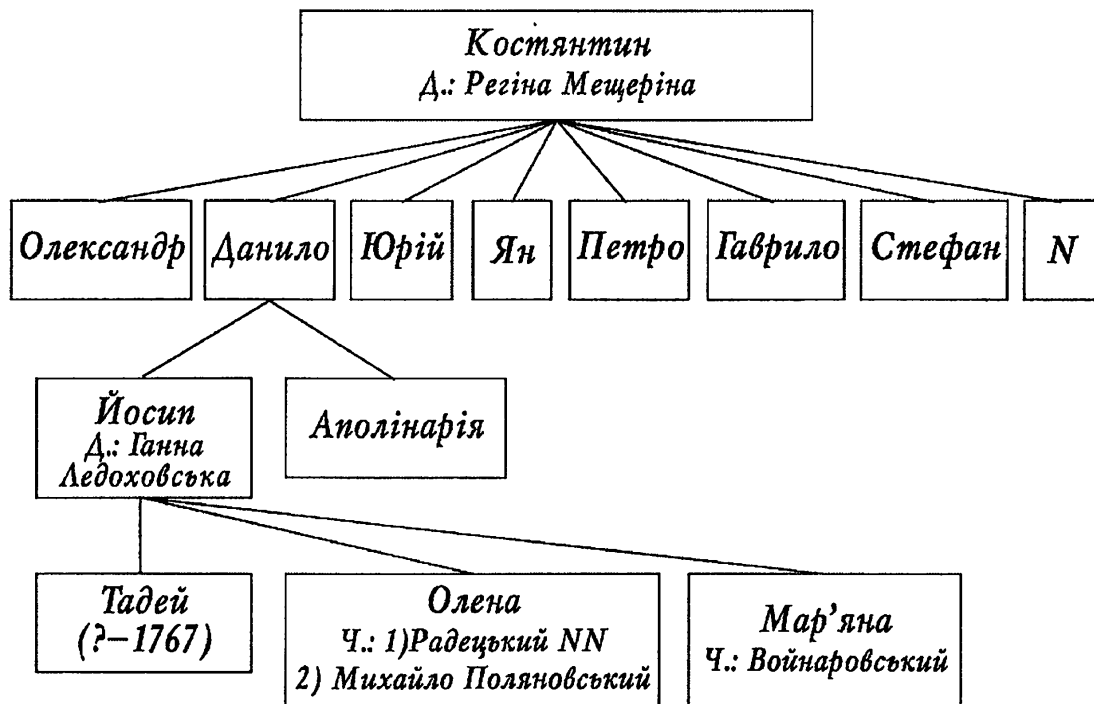 Костянтин
Д.: Регіна Мещеріна
Олександр
Данило
Юрій
Ян
Петро
Гаврило
Стефан
N
Йосип
Д.: Ганна
Ледоховська
Аполінарія
Тадей
(?–1767)
Олена
Ч.: 1)Радецький NN
2) Михайло Поляновський
Мар’яна
Ч.: Войнаровський